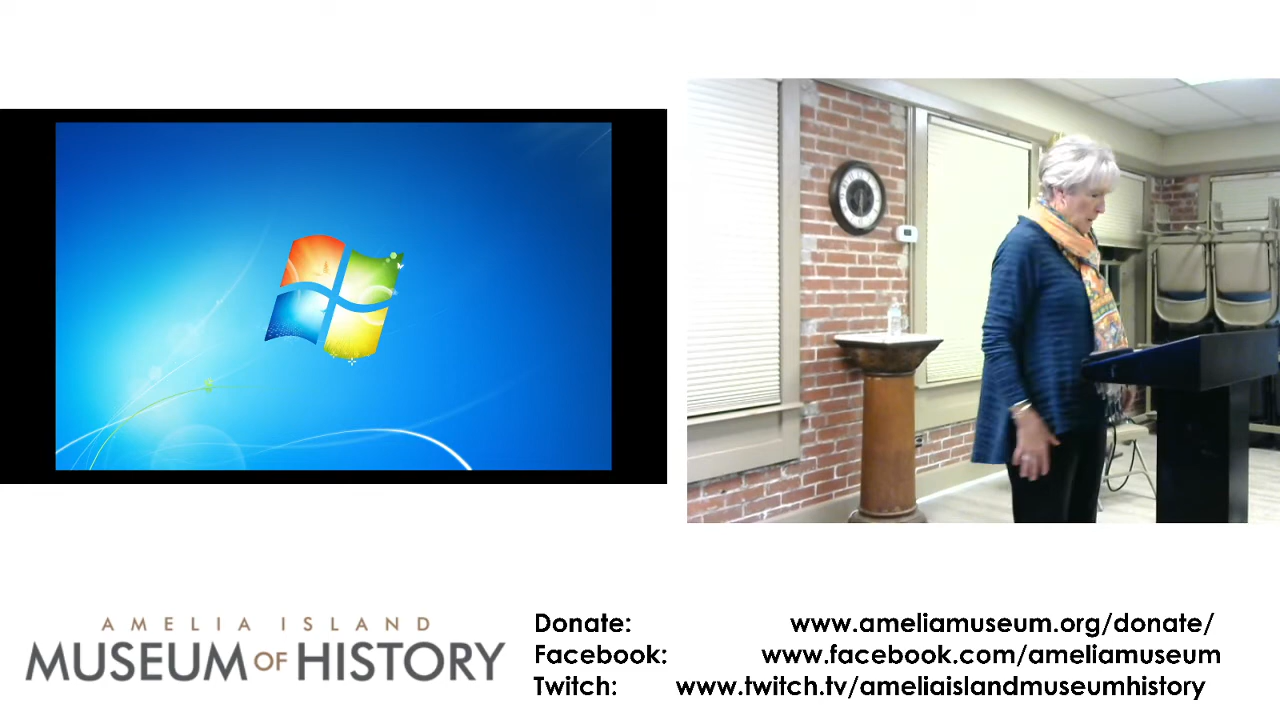 AMELIA ISLAND
MUSEUM OF HISTORY
Donate: www.ameliamuseum.org/donate/
Facebook: www.facebook.com/ameliamuseum
Twitch: www.twitch.tv/ameliaislandmuseumhistory